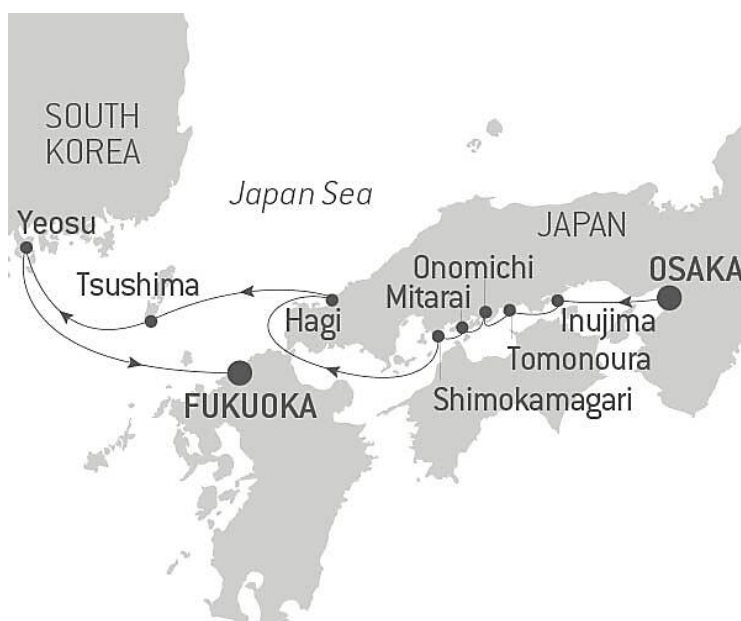 SOUTH
KOREA
Japan Sea
Yeosu
JAPAN
Onomichi
OSAKA
Tsushima
Mitarai
Hagi
Inujima
Tomonoura
FUKUOKA
Shimokamagari